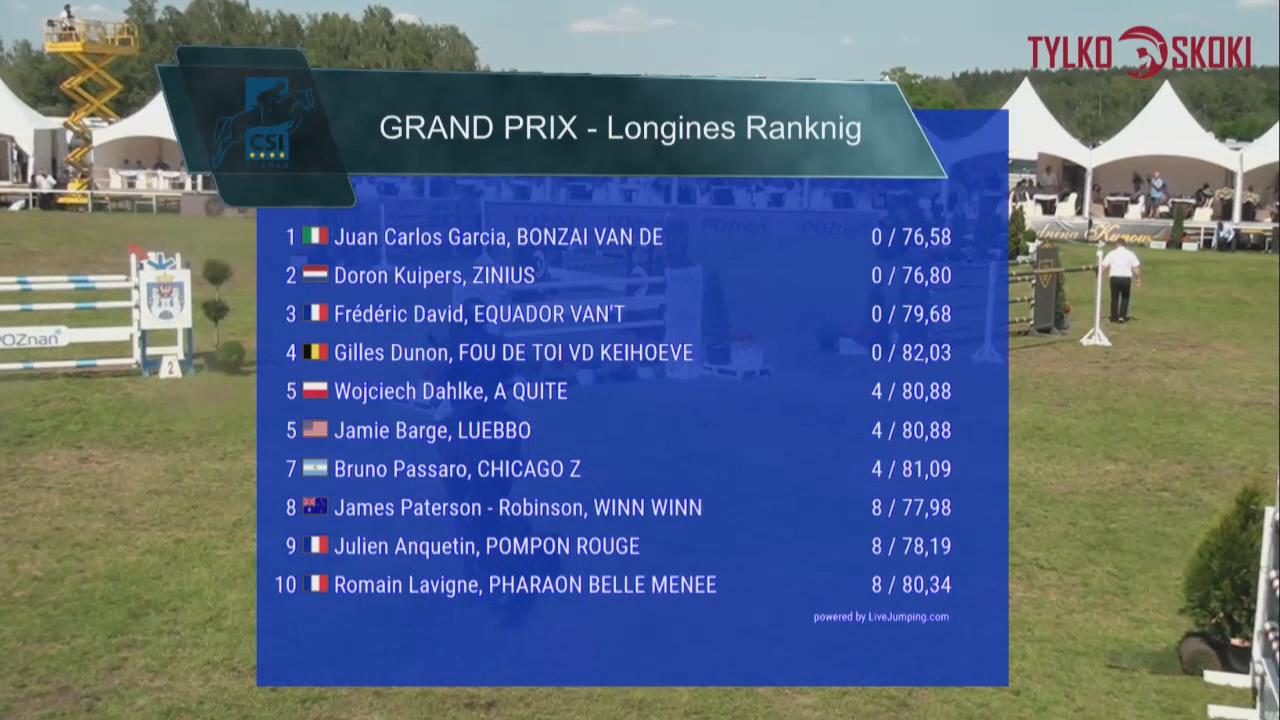 TYLKO SKOKI
CSI
GRAND PRIX - Longines Ranknig
1 Juan Carlos Garcia, BONZAI VAN DE 0 / 76,58
2 Doron Kuipers, ZINIUS 0 / 76,80
3 Frédéric David, EQUADOR VAN'T 0 / 79,68
4 Gilles Dunon, FOU DE TOI VD KEIHOEVE 0 / 82,03
5 Wojciech Dahlke, A QUITE 4 / 80,88
5 Jamie Barge, LUEBBO 4 / 80,88
7 Bruno Passaro, CHICAGO Z 4 / 81,09
8 James Paterson - Robinson, WINN WINN 8 / 77,98
9 Julien Anquetin, POMPON ROUGE 8 / 78,19
10 Romain Lavigne, PHARAON BELLE MENEE 8 / 80,34
powered by LiveJumping.com
POZnań
2